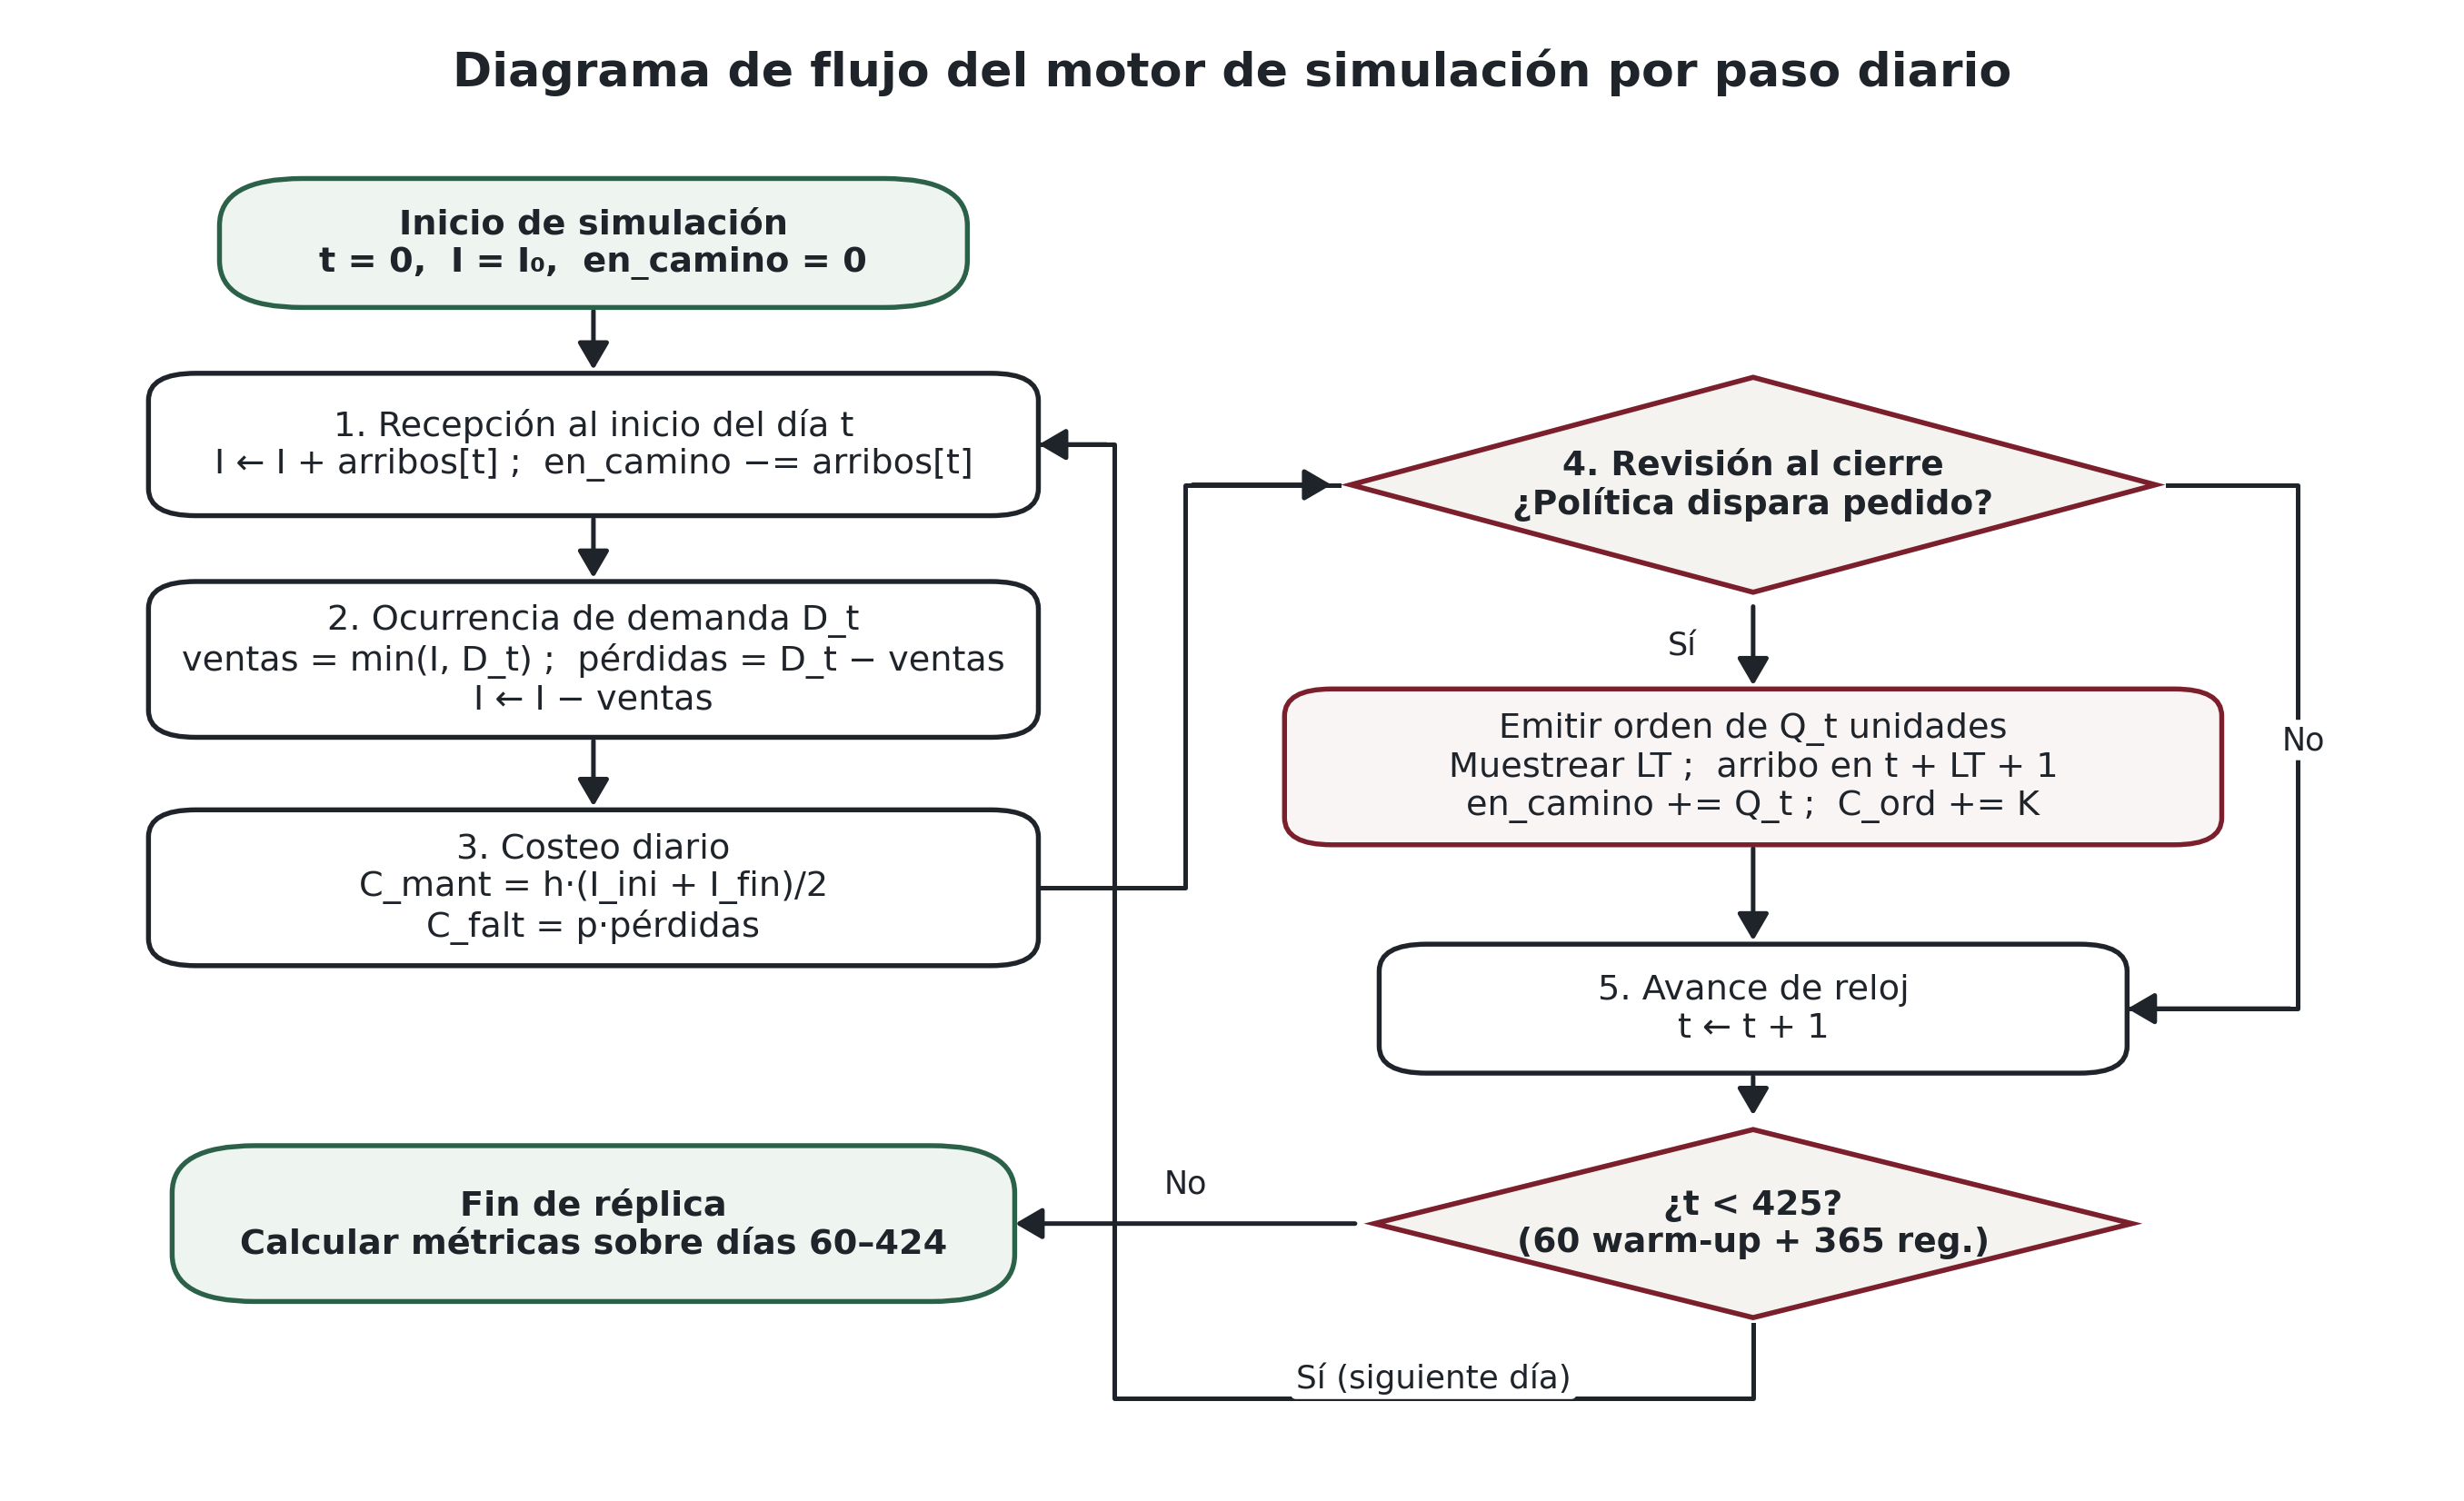 Diagrama de flujo del motor de simulación por paso diario
Inicio de simulación
t = 0,  I = I₀,  en_camino = 0
1. Recepción al inicio del día t
I ← I + arribos[t] ;  en_camino −= arribos[t]
2. Ocurrencia de demanda D_t
ventas = min(I, D_t) ;  pérdidas = D_t − ventas
I ← I − ventas
3. Costeo diario
C_mant = h·(I_ini + I_fin)/2
C_falt = p·pérdidas
4. Revisión al cierre
¿Política dispara pedido?
Sí
No
Emitir orden de Q_t unidades
Muestrear LT ;  arribo en t + LT + 1
en_camino += Q_t ;  C_ord += K
5. Avance de reloj
t ← t + 1
¿t < 425?
(60 warm-up + 365 reg.)
No
Sí (siguiente día)
Fin de réplica
Calcular métricas sobre días 60–424